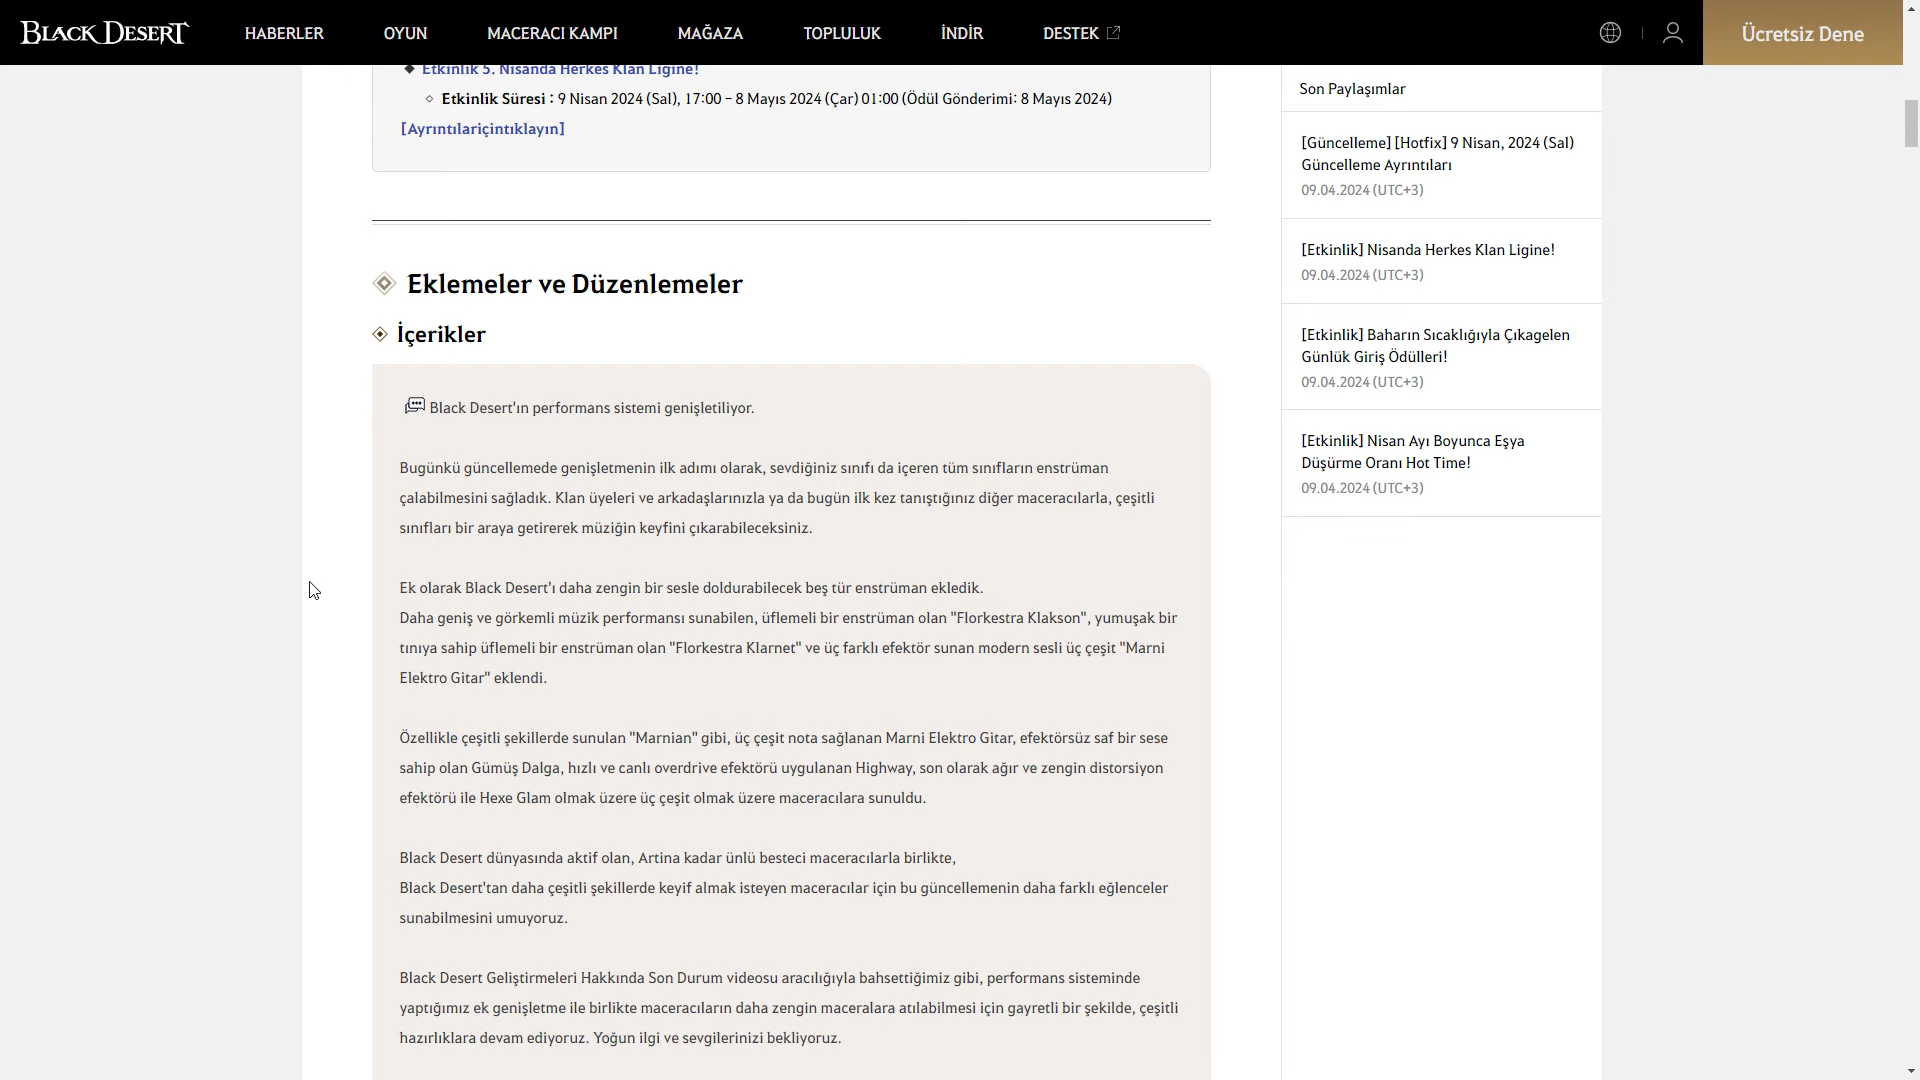 BLACK DESERT
HABERLER
OYUN
MACERACI KAMPI
MAĞAZA
TOPLULUK
İNDİR
DESTEK
Ücretsiz Dene
Etkinlik 5. Nisanda Herkes Klan Ligine!
Etkinlik Süresi : 9 Nisan 2024 (Sal), 17:00 – 8 Mayıs 2024 (Çar) 01:00 (Ödül Gönderimi: 8 Mayıs 2024)
[Ayrıntılariçintıklayın]
Eklemeler ve Düzenlemeler
İçerikler
Black Desert'ın performans sistemi genişletiliyor.
Bugünkü güncellemede genişletmenin ilk adımı olarak, sevdiğiniz sınıfı da içeren tüm sınıfların enstrüman
çalabilmesini sağladık. Klan üyeleri ve arkadaşlarınızla ya da bugün ilk kez tanıştığınız diğer maceracılarla, çeşitli
sınıfları bir araya getirerek müziğin keyfini çıkarabileceksiniz.
Ek olarak Black Desert'ı daha zengin bir sesle doldurabilecek beş tür enstrüman ekledik.
Daha geniş ve görkemli müzik performansı sunabilen, üflemeli bir enstrüman olan "Florkestra Klakson", yumuşak bir
tınıya sahip üflemeli bir enstrüman olan "Florkestra Klarnet" ve üç farklı efektör sunan modern sesli üç çeşit "Marni
Elektro Gitar" eklendi.
Özellikle çeşitli şekillerde sunulan "Marnian" gibi, üç çeşit nota sağlanan Marni Elektro Gitar, efektörsüz saf bir sese
sahip olan Gümüş Dalga, hızlı ve canlı overdrive efektörü uygulanan Highway, son olarak ağır ve zengin distorsiyon
efektörü ile Hexe Glam olmak üzere üç çeşit olmak üzere maceracılara sunuldu.
Black Desert dünyasında aktif olan, Artina kadar ünlü besteci maceracılarla birlikte,
Black Desert'tan daha çeşitli şekillerde keyif almak isteyen maceracılar için bu güncellemenin daha farklı eğlenceler
sunabilmesini umuyoruz.
Black Desert Geliştirmeleri Hakkında Son Durum videosu aracılığıyla bahsettiğimiz gibi, performans sisteminde
yaptığımız ek genişletme ile birlikte maceracıların daha zengin maceralara atılabilmesi için gayretli bir şekilde, çeşitli
hazırlıklara devam ediyoruz. Yoğun ilgi ve sevgilerinizi bekliyoruz.
Son Paylaşımlar
[Güncelleme] [Hotfix] 9 Nisan, 2024 (Sal)
Güncelleme Ayrıntıları
09.04.2024 (UTC+3)
[Etkinlik] Nisanda Herkes Klan Ligine!
09.04.2024 (UTC+3)
[Etkinlik] Baharın Sıcaklığıyla Çıkagelen
Günlük Giriş Ödülleri!
09.04.2024 (UTC+3)
[Etkinlik] Nisan Ayı Boyunca Eşya
Düşürme Oranı Hot Time!
09.04.2024 (UTC+3)